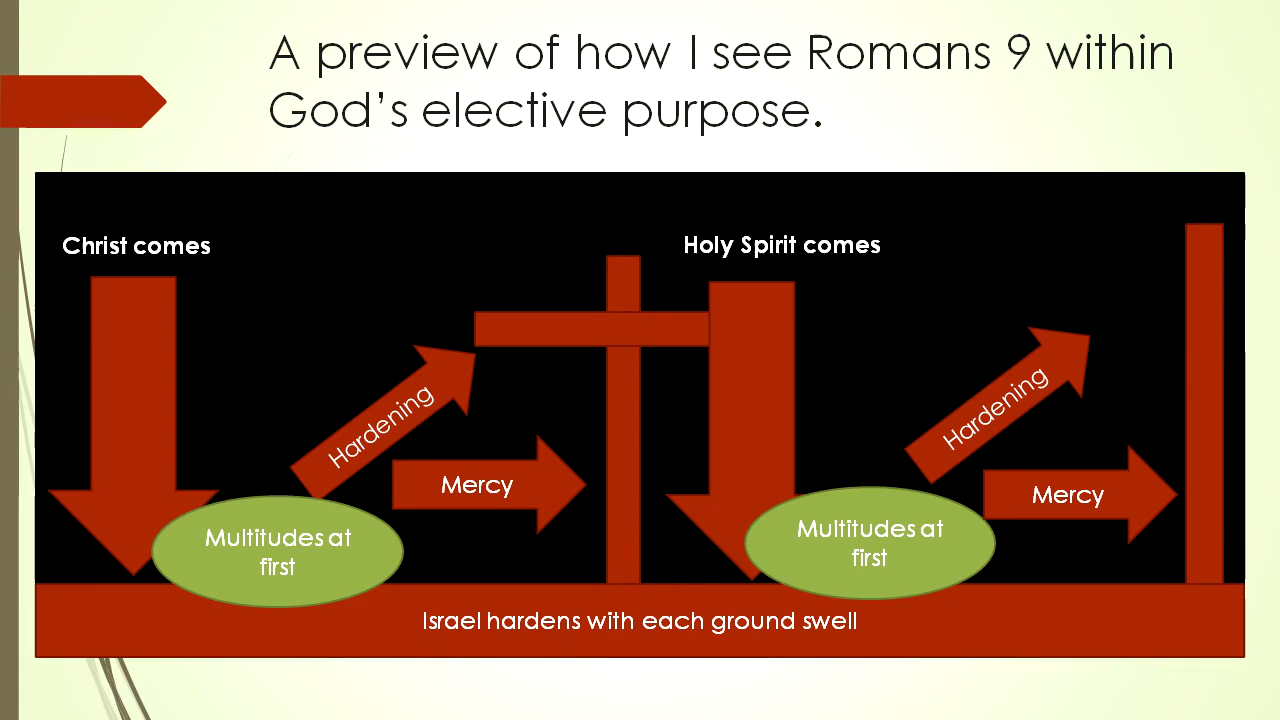 A preview of how I see Romans 9 within
God's elective purpose.
Christ comes
Holy Spirit comes
Hardening
Mercy
Multitudes at
first
Hardening
Mercy
Multitudes at
first
Israel hardens with each ground swell